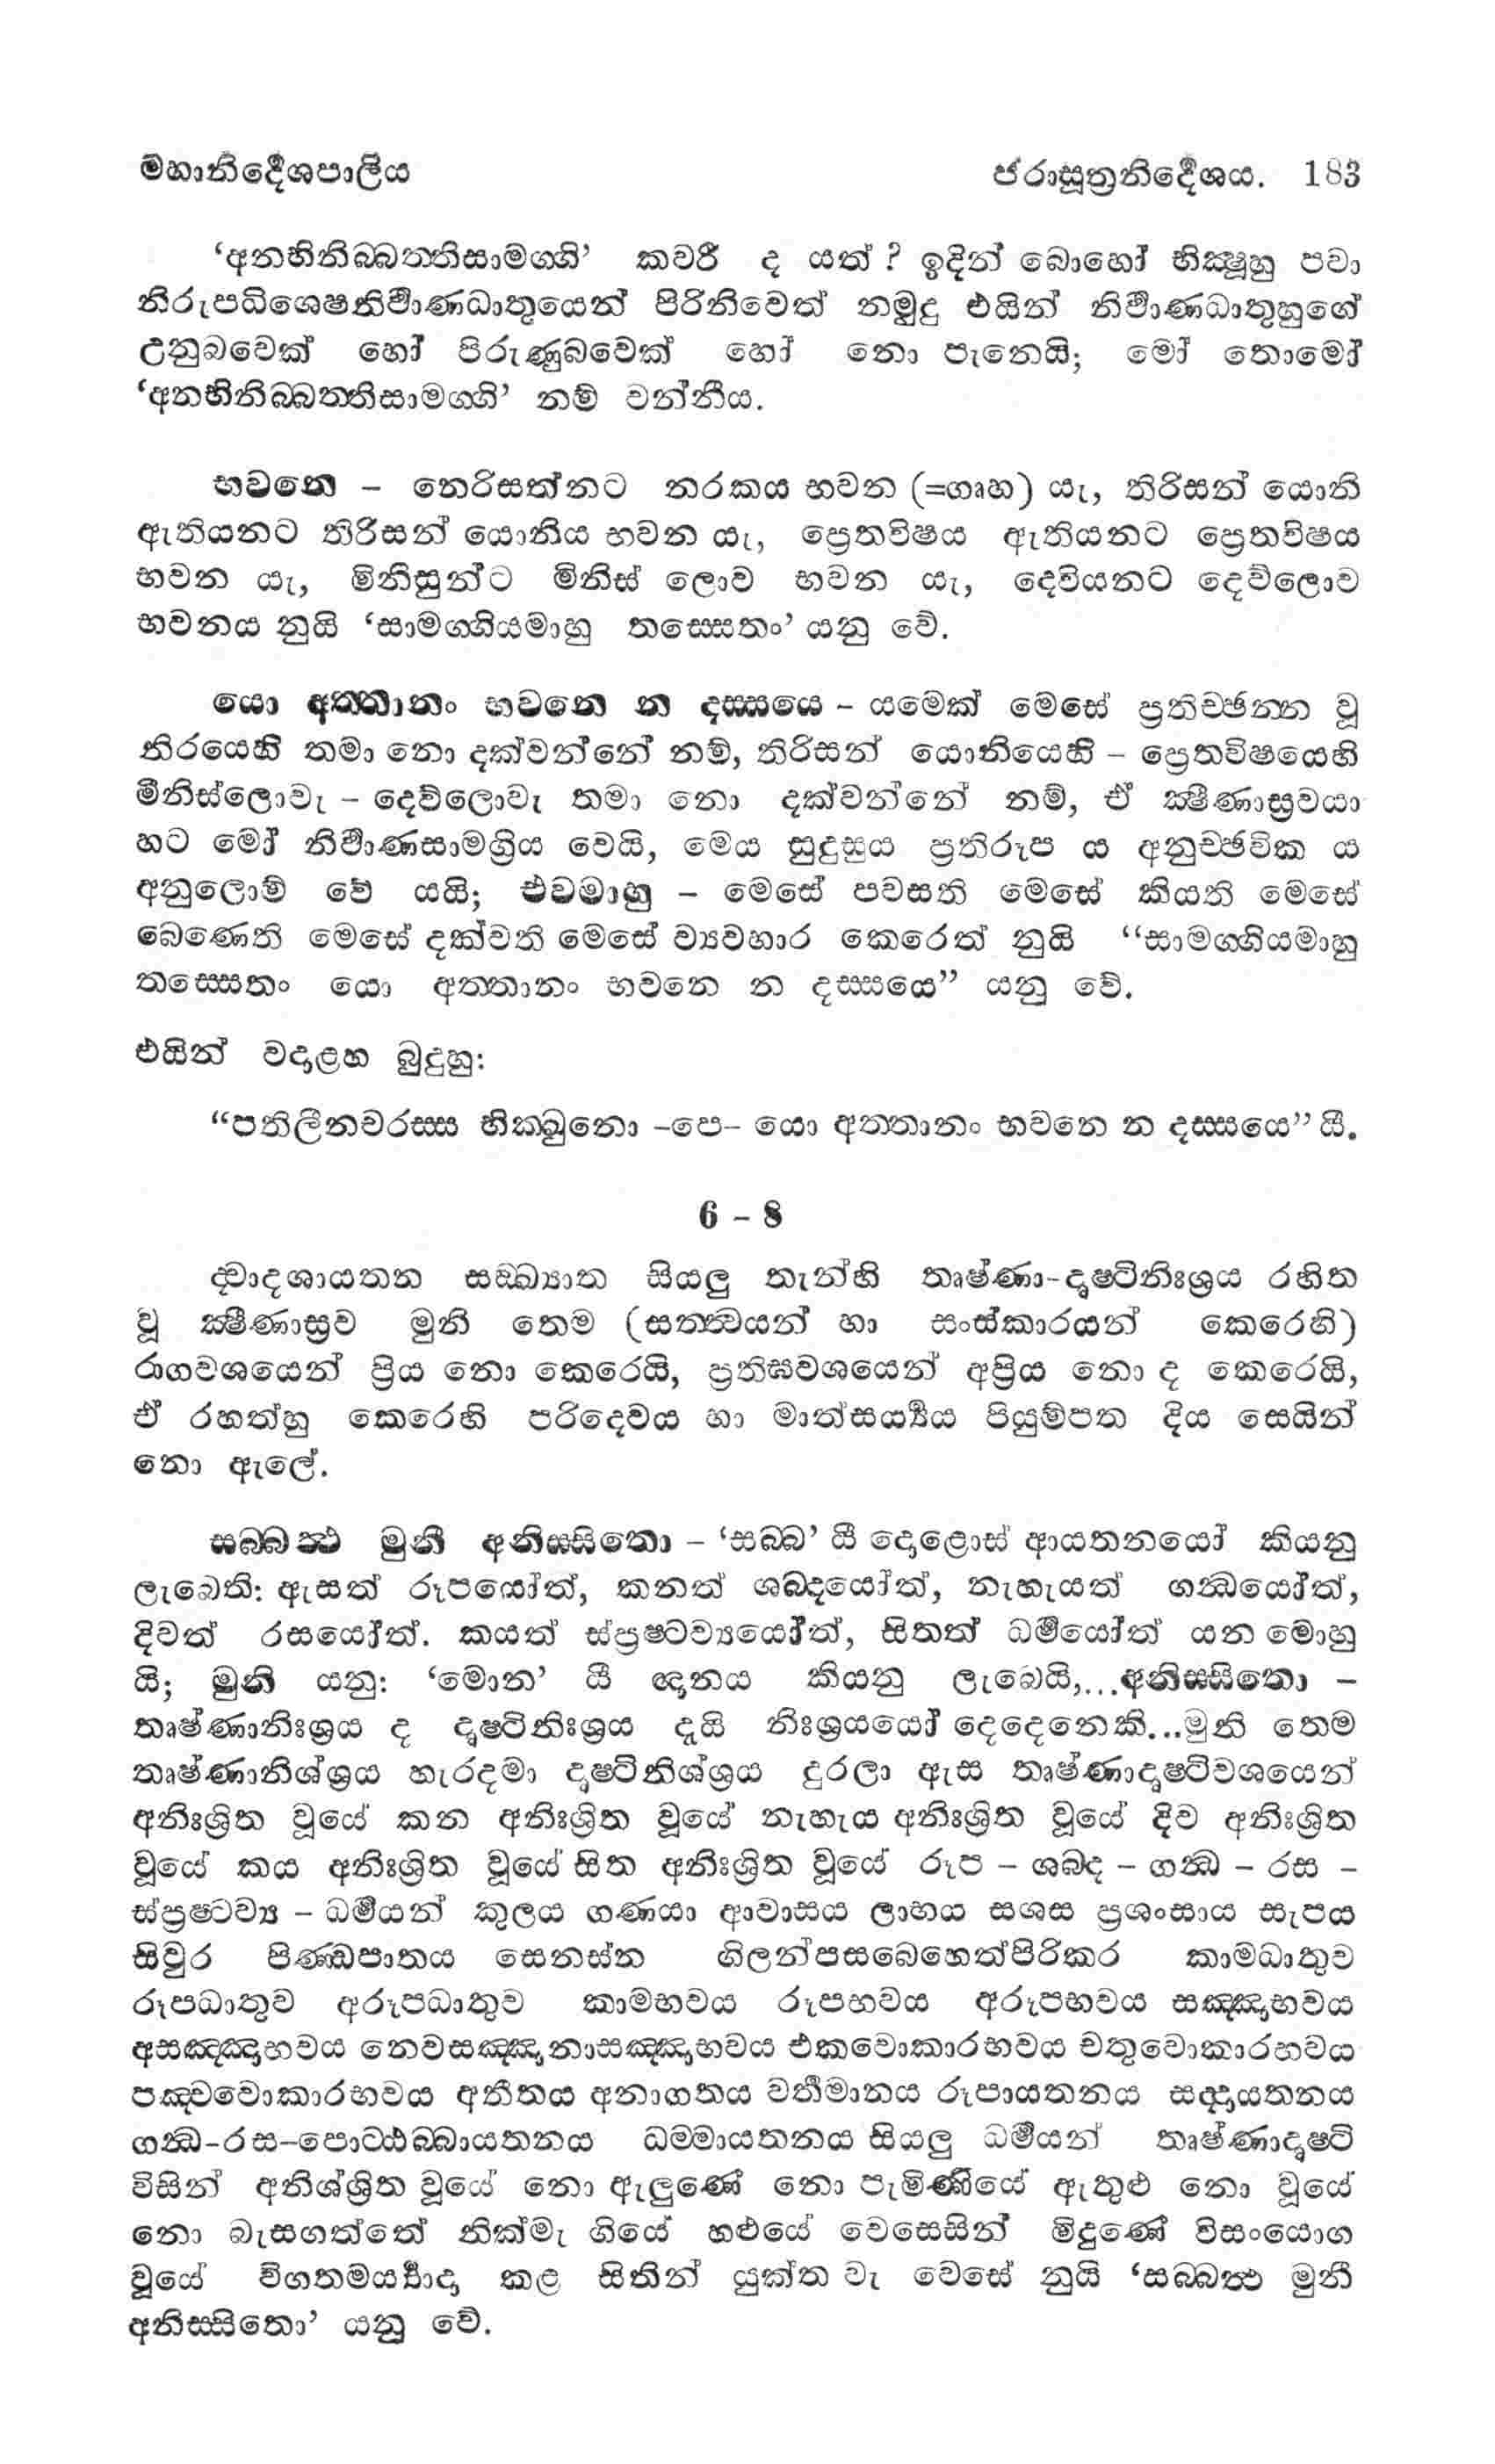 මහානිර්දේශපාලිය ජරාසූත්‍රනිර්දේශය. 183
‘අනභිනිබ්බත්තිසාමග්ගි’ කවරී ද යත් ? ඉදින් බොහෝ භික්‍ෂූහු පවා
නිරුපධිශෙෂනිර්‍වාණධාතුයෙන් පිරිනිවෙත් නමුදු එයින් නිර්‍වාණධාතුහුගේ
උනුබවෙක් හෝ පිරුණුබවෙක් හෝ නො පැනෙයි; මෝ තොමෝ
‘අනභිනිබ්බත්තිසාමග්ගි’ නම් වන්නීය.
භවනෙ – නෙරිසත්නට නරකය භවන (=ගෘහ) යැ, තිරිසන් යොනි
ඇතියනට තිරිසන් යොනිය භවන යැ, ප්‍රෙතවිෂය ඇතියනට ප්‍රෙතවිෂය
භවන යැ, මිනිසුන්ට මිනිස් ලොව භවන යැ, දෙවියනට දෙව්ලොව
භවනය නුයි ‘සාමග්ගියමාහු තස්සෙතං’ යනු වේ.
යො අත්තානං භවනෙ න දස්සයෙ – යමෙක් මෙසේ ප්‍රතිච්ඡන්න වූ
නිරයෙහි තමා නො දක්වන්නේ නම්, තිරිසන් යොනියෙහි – ප්‍රෙතවිෂයෙහි
මිනිස්ලොවැ – දෙව්ලොවැ තමා නො දක්වන්නේ නම්, ඒ ක්‍ෂීණාස්‍රවයා
හට මෝ නිර්‍වාණසාමග්‍රිය වෙයි, මෙය සුදුසුය ප්‍රතිරූප ය අනුච්ඡවික ය
අනුලොම් වේ යයි; එවමාහු – මෙසේ පවසති මෙසේ කියති මෙසේ
බෙණෙති මෙසේ දක්වති මෙසේ ව්‍යවහාර කෙරෙත් නුයි “සාමග්ගියමාහු
තස්සෙතං යො අත්තානං භවනෙ න දස්සයෙ” යනු වේ.
එයින් වදාළහ බුදුහු:
“පතිලීනචරස්ස භික්ඛුනො –පෙ– යො අත්තානං භවනෙ න දස්සයෙ” යී.
6 – 8
ද්වාදශායතන සඞ්ඛ්‍යාත සියලු තැන්හි තෘෂ්ණා-දෘෂ්ටිනිඃශ්‍රය රහිත
වූ ක්‍ෂීණාස්‍රව මුනි තෙම (සත්ත්වයන් හා සංස්කාරයන් කෙරෙහි)
රාගවශයෙන් ප්‍රිය නො කෙරෙයි, ප්‍රතිඝවශයෙන් අප්‍රිය නො ද කෙරෙයි,
ඒ රහත්හු කෙරෙහි පරිදෙවය හා මාත්සර්‍ය්‍යය පියුම්පත දිය සෙයින්
නො ඇලේ.
සබ්බත්ථ මුනී අනිස්සිතො – ‘සබ්බ’ යී දොළොස් ආයතනයෝ කියනු
ලැබෙති: ඇසත් රූපයෝත්, කනත් ශබ්දයෝත්, නැහැයත් ගන්ධයෝත්,
දිවත් රසයෝත්. කයත් ස්ප්‍රෂ්ටව්‍යයෝත්, සිතත් ධර්‍මයෝත් යන මොහු
යි; මුනි යනු: ‘මොන’ යී ඥානය කියනු ලැබෙයි,...අනිස්සිතො –
තෘෂ්ණානිඃශ්‍රය ද දෘෂ්ටිනිඃශ්‍රය දැයි නිඃශ්‍රයයෝ දෙදෙනෙකි...මුනි තෙම
තෘෂ්ණානිශ්ශ්‍රය හැරදමා දෘෂ්ටිනිශ්ශ්‍රය දුරලා ඇස තෘෂ්ණාදෘෂ්ටිවශයෙන්
අනිඃශ්‍රිත වූයේ කන අනිඃශ්‍රිත වූයේ නැහැය අනිඃශ්‍රිත වූයේ දිව අනිඃශ්‍රිත
වූයේ කය අනිඃශ්‍රිත වූයේ සිත අනිඃශ්‍රිත වූයේ රූප – ශබ්ද – ගන්ධ – රස –
ස්ප්‍රෂ්ටව්‍ය – ධර්‍මයන් කුලය ගණයා ආවාසය ලාභය සශස ප්‍රශංසාය සැපය
සිවුර පිණ්ඩපාතය සෙනස්න ගිලන්පසබෙහෙත්පිරිකර කාමධාතුව
රූපධාතුව අරූපධාතුව කාමභවය රූපභවය අරූපභවය සඤ්ඤාභවය
අසඤ්ඤාභවය නෙවසඤ්ඤානාසඤ්ඤාභවය එකවොකාරභවය චතුවොකාරභවය
පඤ්චවොකාරභවය අතීතය අනාගතය වර්‍තමානය රූපායතනය සද්දායතනය
ගන්ධ-රස-පොට්ඨබ්බායතනය ධම්මායතනය සියලු ධර්‍මයන් තෘෂ්ණාදෘෂ්ටි
විසින් අනිශ්ශ්‍රිත වූයේ නො ඇලුණේ නො පැමිණියේ ඇතුළු නො වූයේ
නො බැසගත්තේ නික්මැ ගියේ හළුයේ වෙසෙසින් මිදුණේ විසංයොග
වූයේ විගතමර්‍ය්‍යාද කළ සිතින් යුක්ත වැ වෙසේ නුයි ‘සබ්බත්ථ මුනී
අනිස්සිතො’ යනු වේ.